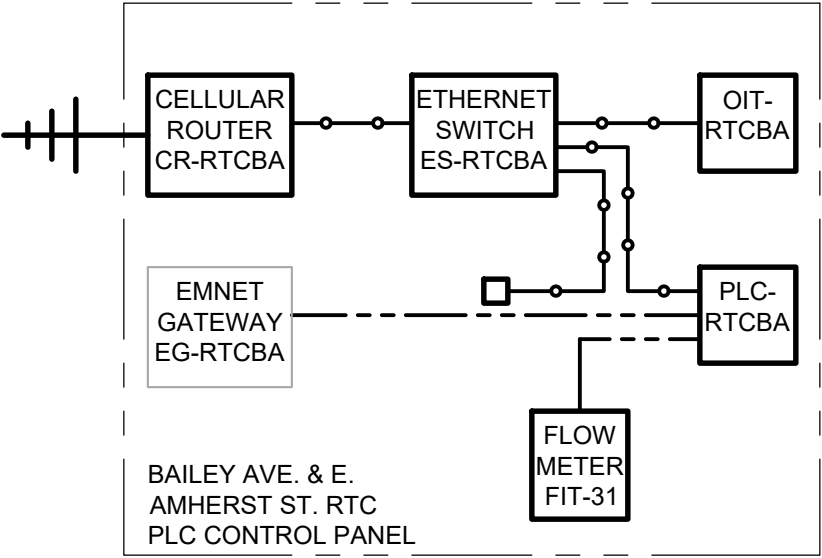 CELLULAR
ROUTER
CR-RTCBA
ETHERNET
SWITCH
ES-RTCBA
OIT-
RTCBA
EMNET
GATEWAY
EG-RTCBA
PLC-
RTCBA
FLOW
METER
FIT-31
BAILEY AVE. & E.
AMHERST ST. RTC
PLC CONTROL PANEL